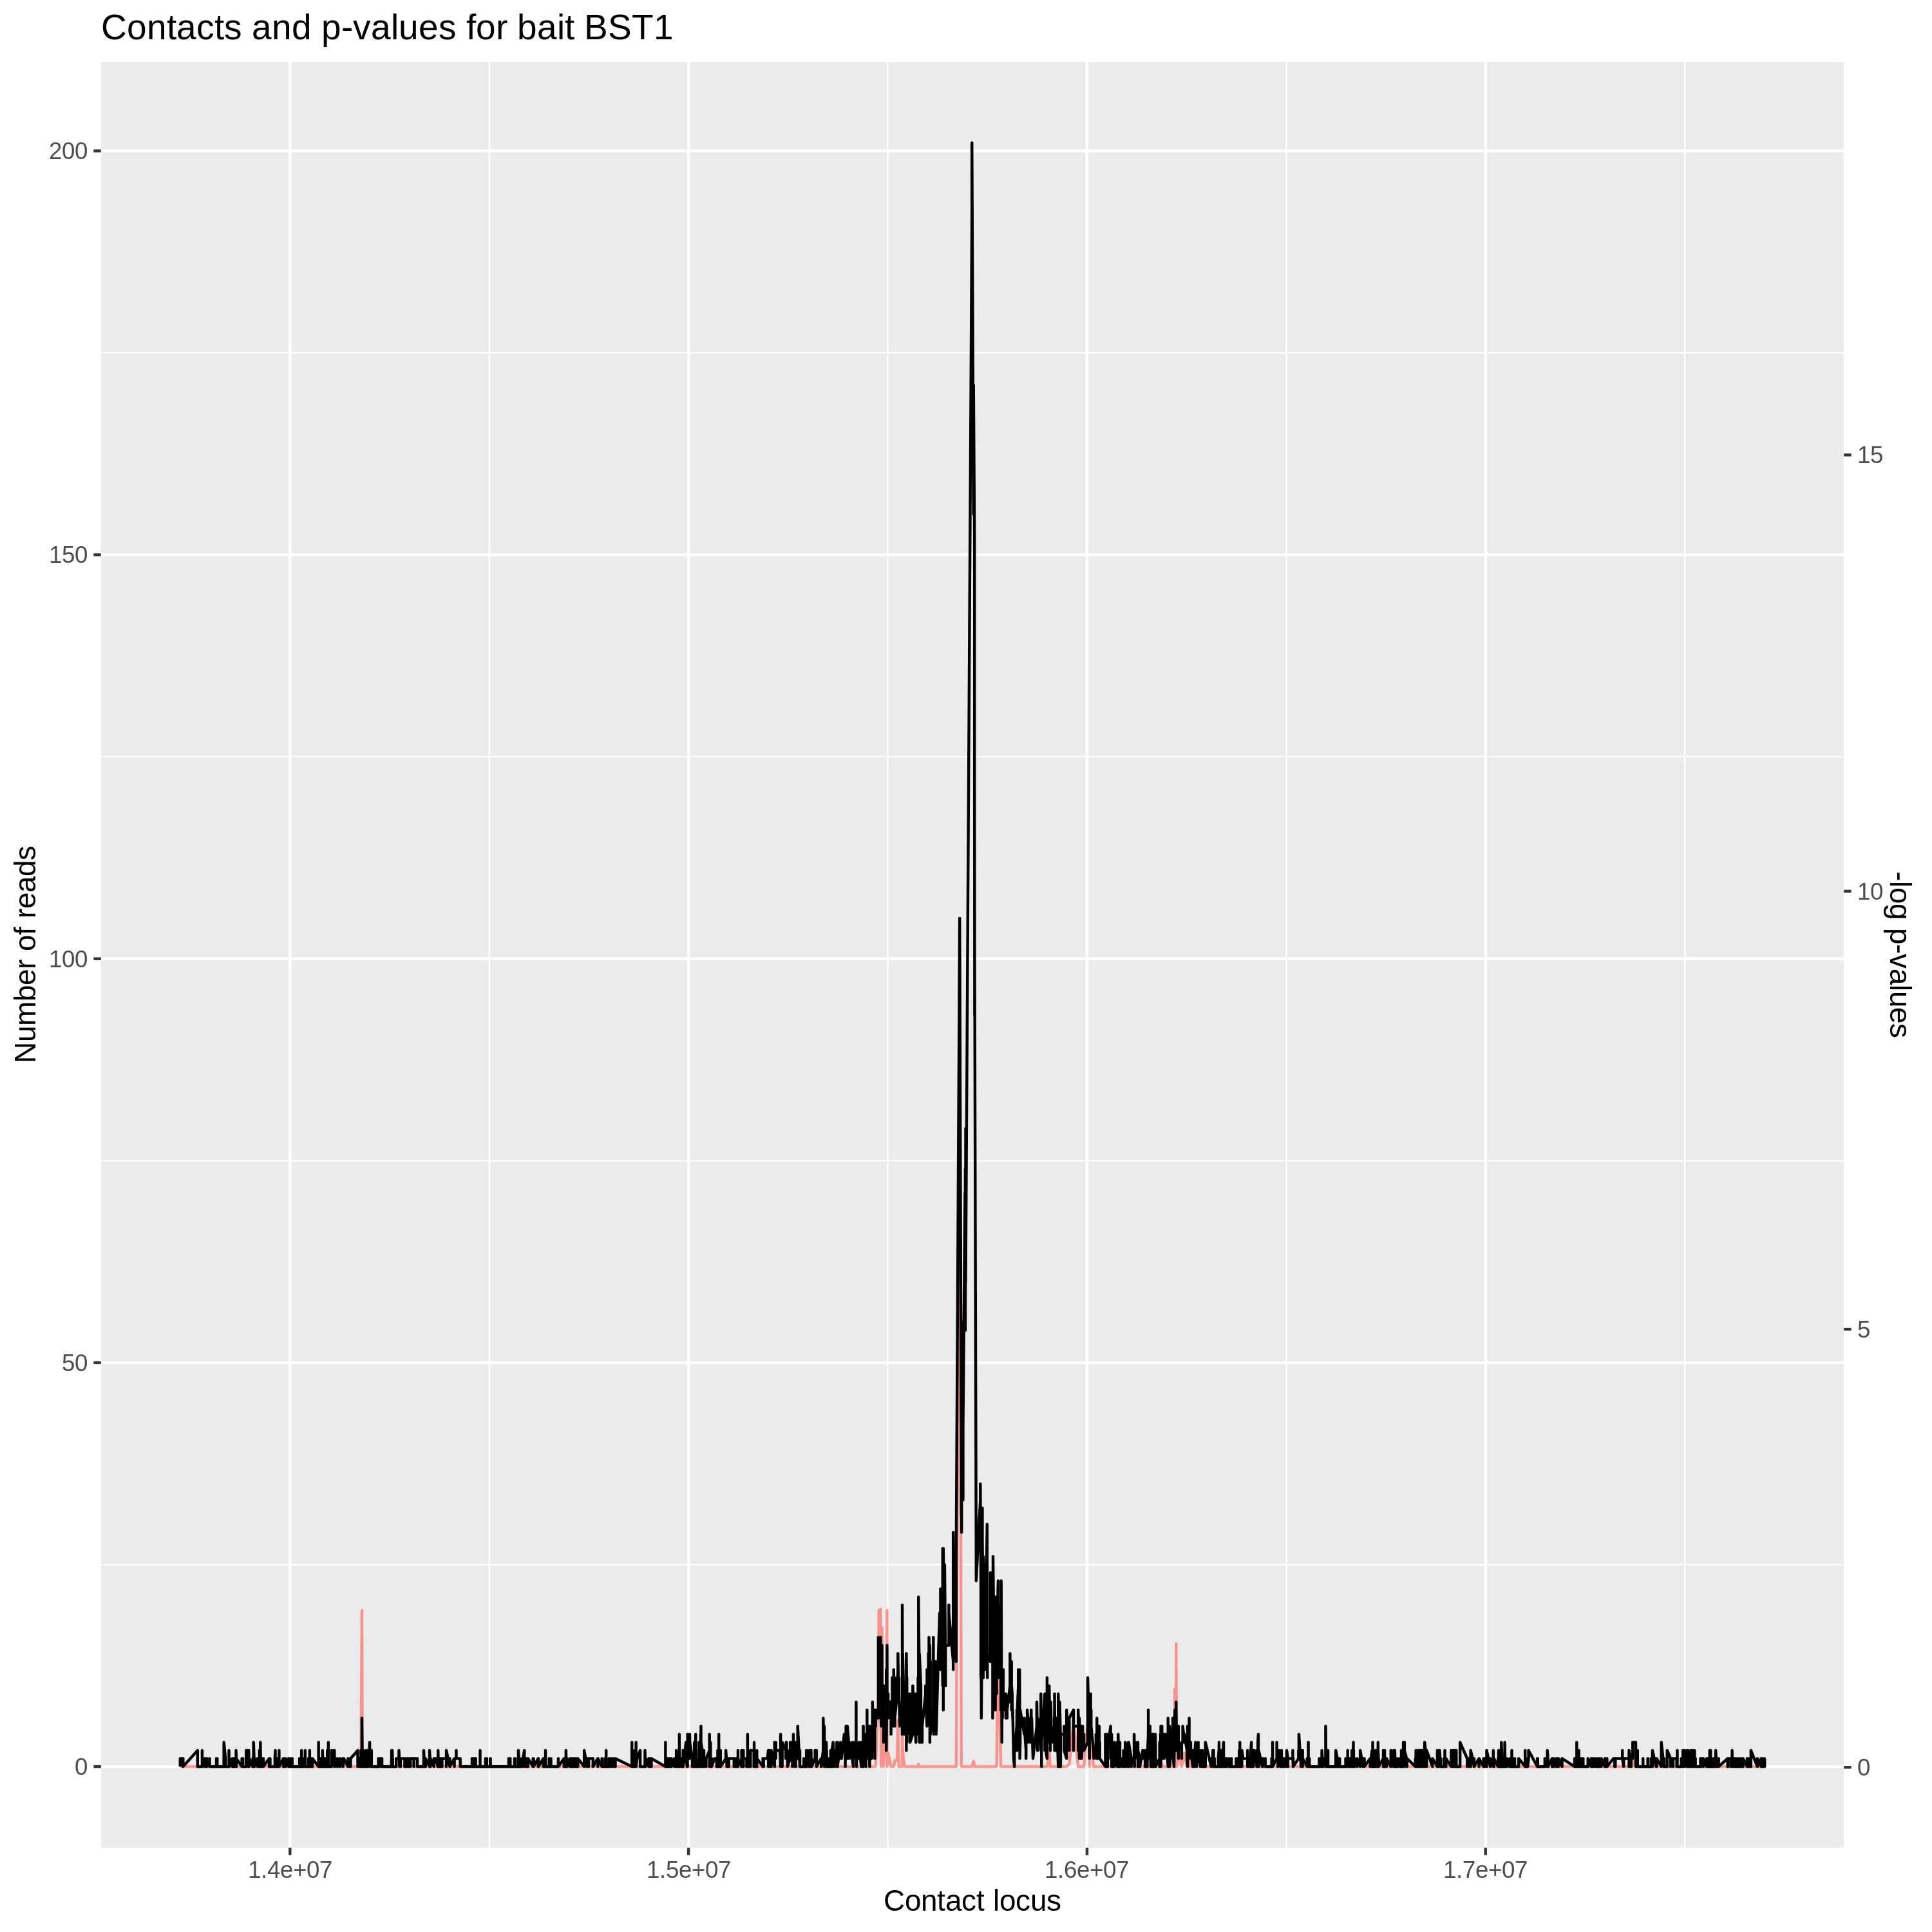 Contacts and p-values for bait BST1
200
150
100
50
0
Number of reads
15
10
5
0
-log p-values
1.4e+07
1.5e+07
1.6e+07
1.7e+07
Contact locus